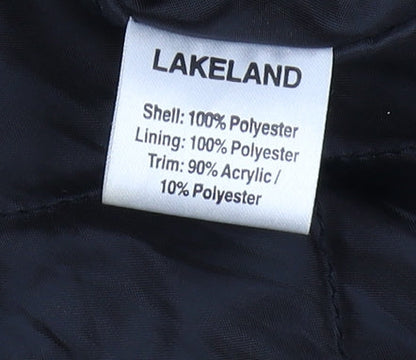 LAKELAND
Shell: 100% Polyester
Lining: 100% Polyester
Trim: 90% Acrylic /
10% Polyester